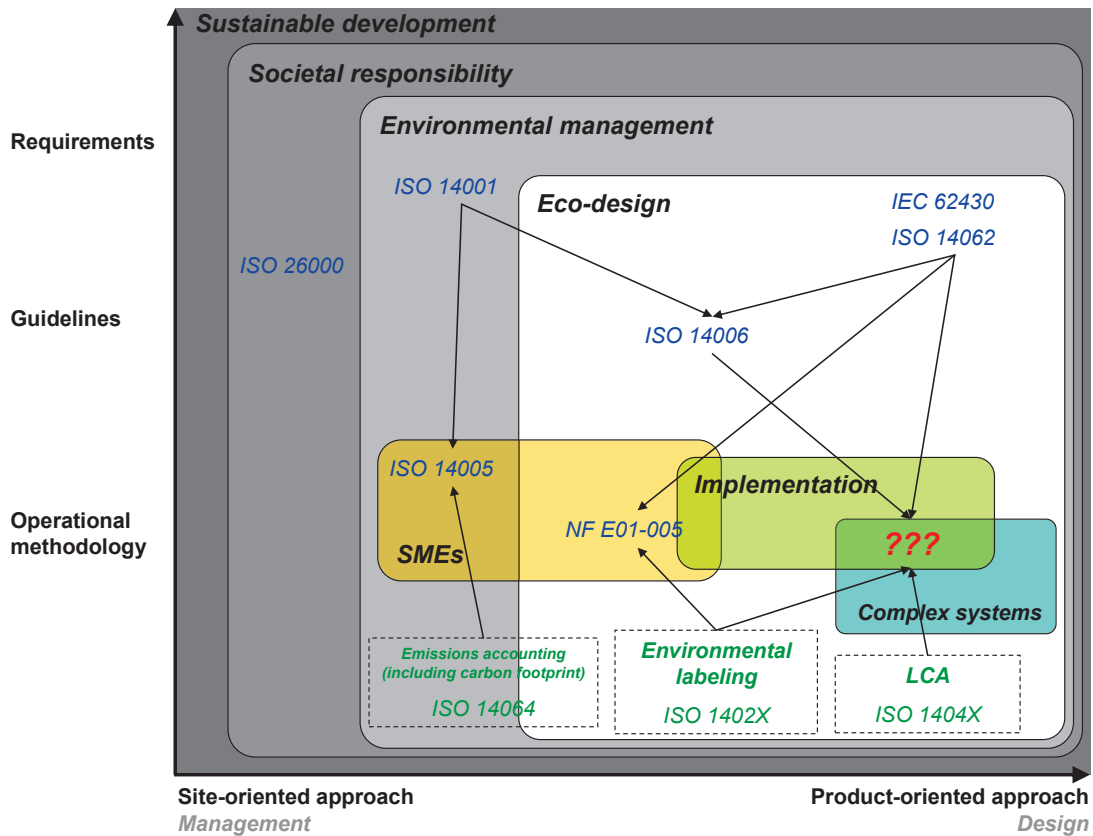 Sustainable development
Societal responsibility
Environmental management
Requirements
ISO 14001
Eco-design
IEC 62430
ISO 14062
ISO 26000
Guidelines
ISO 14006
ISO 14005
Implementation
Operational
methodology
NF E01-005
???
SMEs
Complex systems
Emissions accounting
(including carbon footprint)
ISO 14064
Environmental
labeling
ISO 1402X
LCA
ISO 1404X
Site-oriented approach
Management
Product-oriented approach
Design